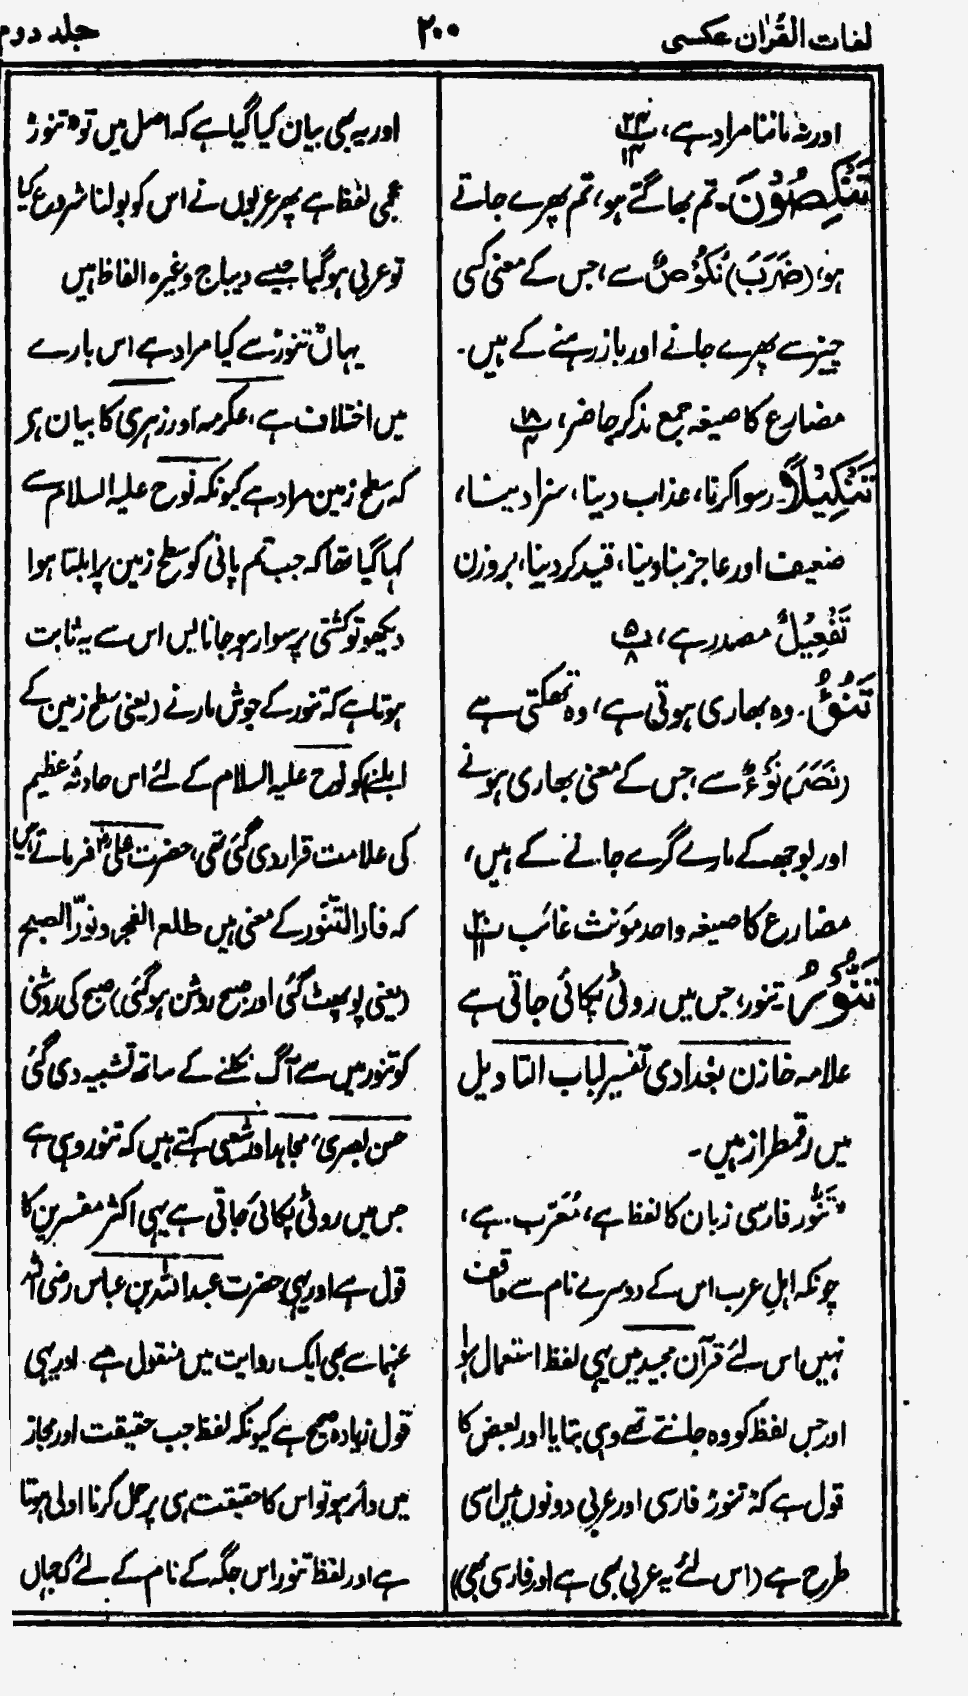 لغات القرآن عکسی
۲۰۰
جلد دوم
اور نہ ماننا مراد ہے، پ ۲۴/۱۴
تَنْكِصُوْنَ۔ تم بھاگتے ہو، تم پھرے جاتے
ہو، (ضَرَبَ) نُکُوْصٌ سے، جس کے معنی کسی
چیز سے پھرے جانے اور باز رہنے کے ہیں۔
مضارع کا صیغہ جمع مذکر حاضر، پ ۱۸/۴
تَنْكِيْلًا۔ رسوا کرنا، عذاب دینا، سزا دینا،
ضعیف اور عاجز بنا دینا، قید کر دینا، بروزن
تَفْعِيْلٌ مصدر ہے، پ ۵/۸
تَنُوْٓءُ۔ وہ بھاری ہوتی ہے، وہ تھکتی ہے
(نَصَرَ) نَوْءٌ سے، جس کے معنی بھاری ہونے
اور بوجھ کے مارے گرے جانے کے ہیں،
مضارع کا صیغہ واحد مؤنث غائب پ ۲۰/۱۱
تَنُّوْرُ۔ تنور، جس میں روٹی پکائی جاتی ہے
علامہ خازن بغدادی تفسیر لباب التاویل
میں رقمطراز ہیں۔
"تَنُّور فارسی زبان کا لفظ ہے، مُعَرّب ہے،
چونکہ اہل عرب اس کے دوسرے نام سے واقف
نہیں اس لئے قرآن مجید میں یہی لفظ استعمال ہوا
اور جس لفظ کو وہ جانتے تھے وہی بتایا اور بعض کا
قول ہے کہ تنور فارسی اور عربی دونوں میں اسی
طرح ہے (اس لئے یہ عربی بھی ہے اور فارسی بھی)
اور یہ بھی بیان کیا گیا ہے کہ اصل میں تو "تنور"
عجمی لفظ ہے پھر عربوں نے اس کو بولنا شروع کیا
تو عربی ہو گیا جیسے دیباج وغیرہ الفاظ ہیں
یہاں تنور سے کیا مراد ہے اس بارے
میں اختلاف ہے، عکرمہ اور زہری کا بیان ہے
کہ سطح زمین مراد ہے کیونکہ نوح علیہ السلام سے
کہا گیا تھا کہ جب تم پانی کو سطح زمین پر ابلتا ہوا
دیکھو تو کشتی پر سوار ہو جانا لیں اس سے یہ ثابت
ہوتا ہے کہ تنور کے جوش مارنے (یعنی سطح زمین کے
ابلنے) کو نوح علیہ السلام کے لئے اس حادثۂ عظیم
کی علامت قرار دی گئی تھی، حضرت علیؓ فرماتے ہیں
کہ فار التنّور کے معنی ہیں طلع الفجر و نوّر الصبح
(یعنی پو پھٹ گئی اور صبح روشن ہو گئی) صبح کی روشنی
کو تنور میں سے آگ نکلنے کے ساتھ تشبیہ دی گئی
حسن بصری، مجاہد اور شعبی کہتے ہیں کہ تنور وہی ہے
جس میں روٹی پکائی جاتی ہے یہی اکثر مفسرین کا
قول ہے اور یہی حضرت عبداللہ بن عباس رضی اللہ
عنہما سے بھی ایک روایت میں منقول ہے۔ اور یہی
قول زیادہ صحیح ہے کیونکہ لفظ جب حقیقت اور مجاز
میں دائر ہو تو اس کا حقیقت ہی پر حمل کرنا اولی ہوتا
ہے اور لفظ تنور اس جگہ کے نام کے لئے کہ جہاں